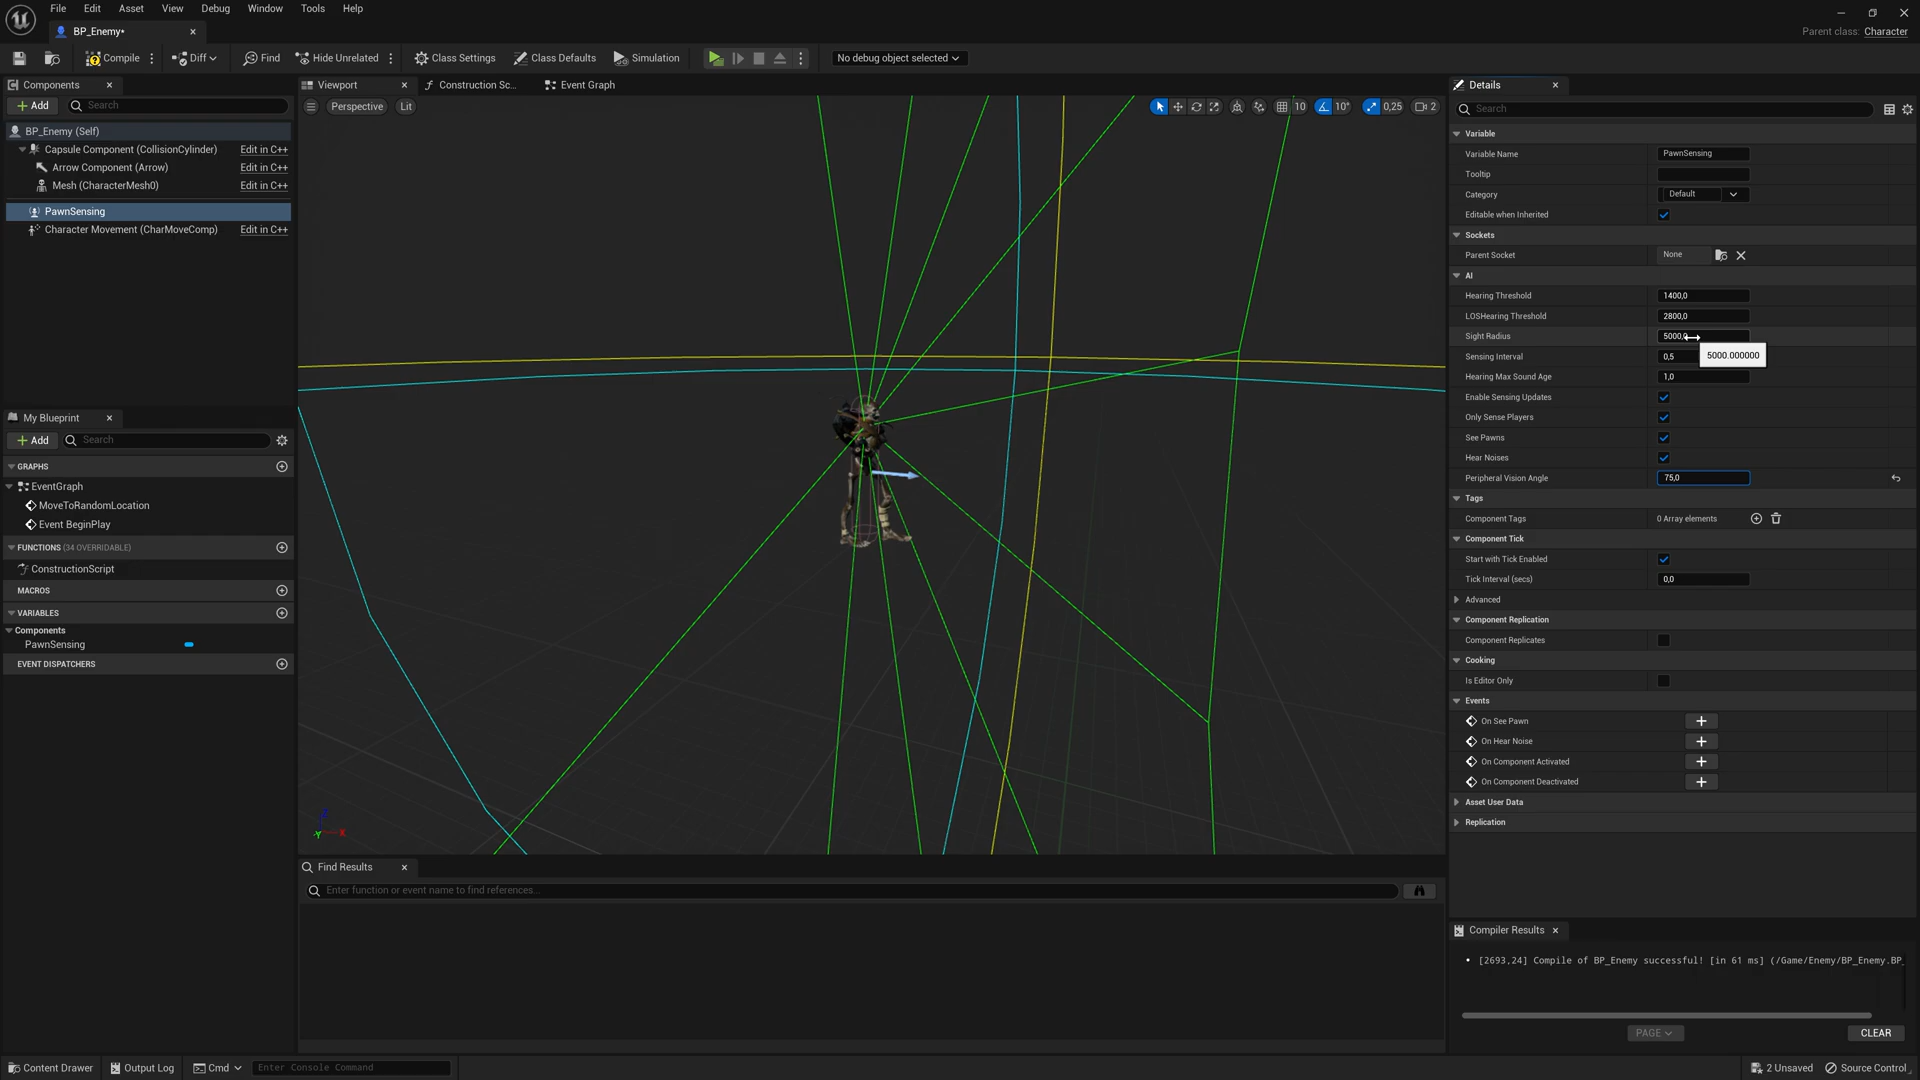 File Edit Asset View Debug Window Tools Help
BP_Enemy*
Parent class: Character
Compile Diff Find Hide Unrelated Class Settings Class Defaults Simulation No debug object selected
Components
Add Search
BP_Enemy (Self)
Capsule Component (CollisionCylinder) Edit in C++
Arrow Component (Arrow) Edit in C++
Mesh (CharacterMesh0) Edit in C++
PawnSensing
Character Movement (CharMoveComp) Edit in C++
My Blueprint
Add Search
GRAPHS
EventGraph
MoveToRandomLocation
Event BeginPlay
FUNCTIONS (34 OVERRIDABLE)
ConstructionScript
MACROS
VARIABLES
Components
PawnSensing
EVENT DISPATCHERS
Viewport Construction Sc... Event Graph
Perspective Lit 10 10° 0,25 2
Z
Y X
Find Results
Enter function or event name to find references...
Details
Search
Variable
Variable Name PawnSensing
Tooltip
Category Default
Editable when Inherited
Sockets
Parent Socket None
AI
Hearing Threshold 1400,0
LOSHearing Threshold 2800,0
Sight Radius 5000,0
5000.000000
Sensing Interval 0,5
Hearing Max Sound Age 1,0
Enable Sensing Updates
Only Sense Players
See Pawns
Hear Noises
Peripheral Vision Angle 75,0
Tags
Component Tags 0 Array elements
Component Tick
Start with Tick Enabled
Tick Interval (secs) 0,0
Advanced
Component Replication
Component Replicates
Cooking
Is Editor Only
Events
On See Pawn
On Hear Noise
On Component Activated
On Component Deactivated
Asset User Data
Replication
Compiler Results
[2693,24] Compile of BP_Enemy successful! [in 61 ms] (/Game/Enemy/BP_Enemy.BP_
PAGE CLEAR
Content Drawer Output Log Cmd Enter Console Command 2 Unsaved Source Control